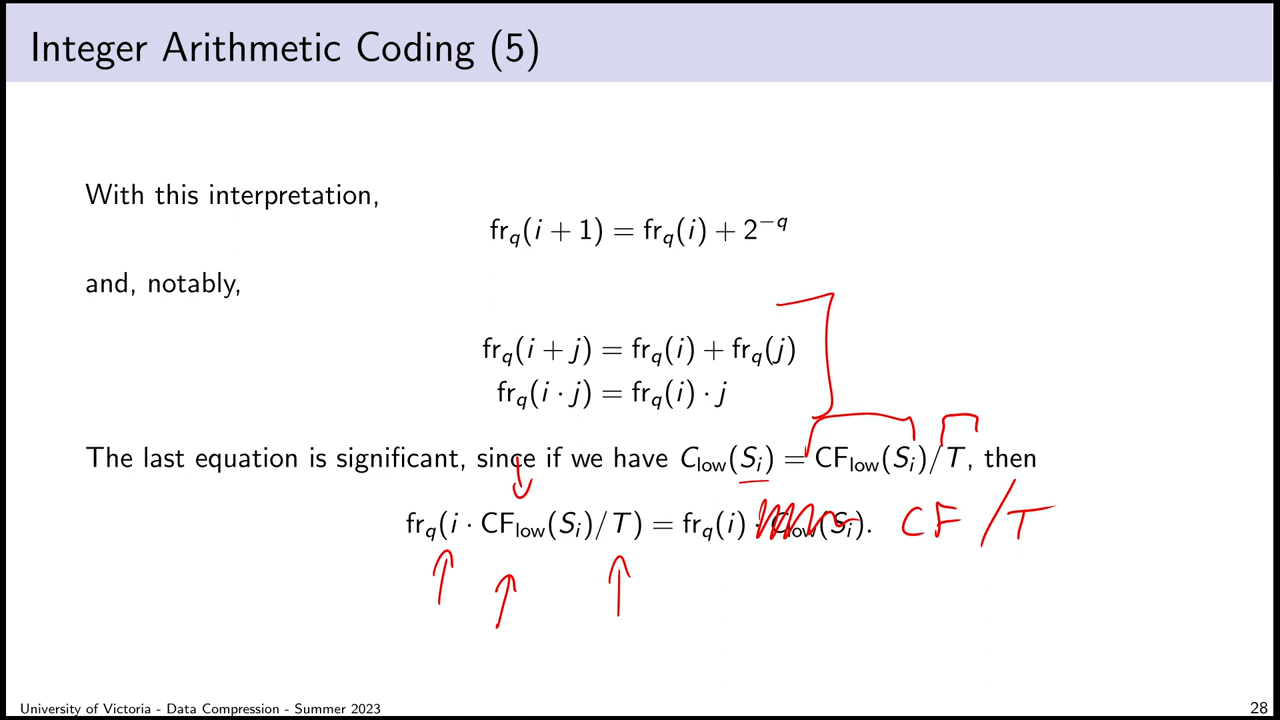 Integer Arithmetic Coding (5)
With this interpretation,
fr_q(i + 1) = fr_q(i) + 2^{−q}
and, notably,
fr_q(i + j) = fr_q(i) + fr_q(j)
fr_q(i · j) = fr_q(i) · j
The last equation is significant, since if we have C_low(S_i) = CF_low(S_i)/T, then
fr_q(i · CF_low(S_i)/T) = fr_q(i) · C_low(S_i). CF / T
University of Victoria - Data Compression - Summer 2023 28